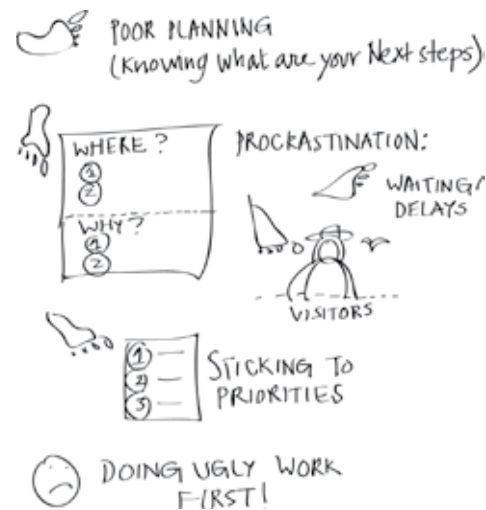 POOR PLANNING
(Knowing what are your Next steps)
WHERE?
1
2
WHY?
1
2
PROCKASTINATION:
WAITING/
DELAYS
VISITORS
1
2
3
STICKING TO
PRIORITIES
DOING UGLY WORK
FIRST!